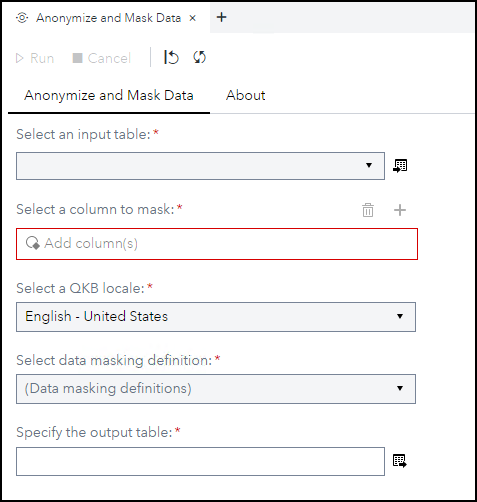 Anonymize and Mask Data × +
Run Cancel
Anonymize and Mask Data About
Select an input table: *
Select a column to mask: *
Add column(s)
Select a QKB locale: *
English - United States
Select data masking definition: *
(Data masking definitions)
Specify the output table: *